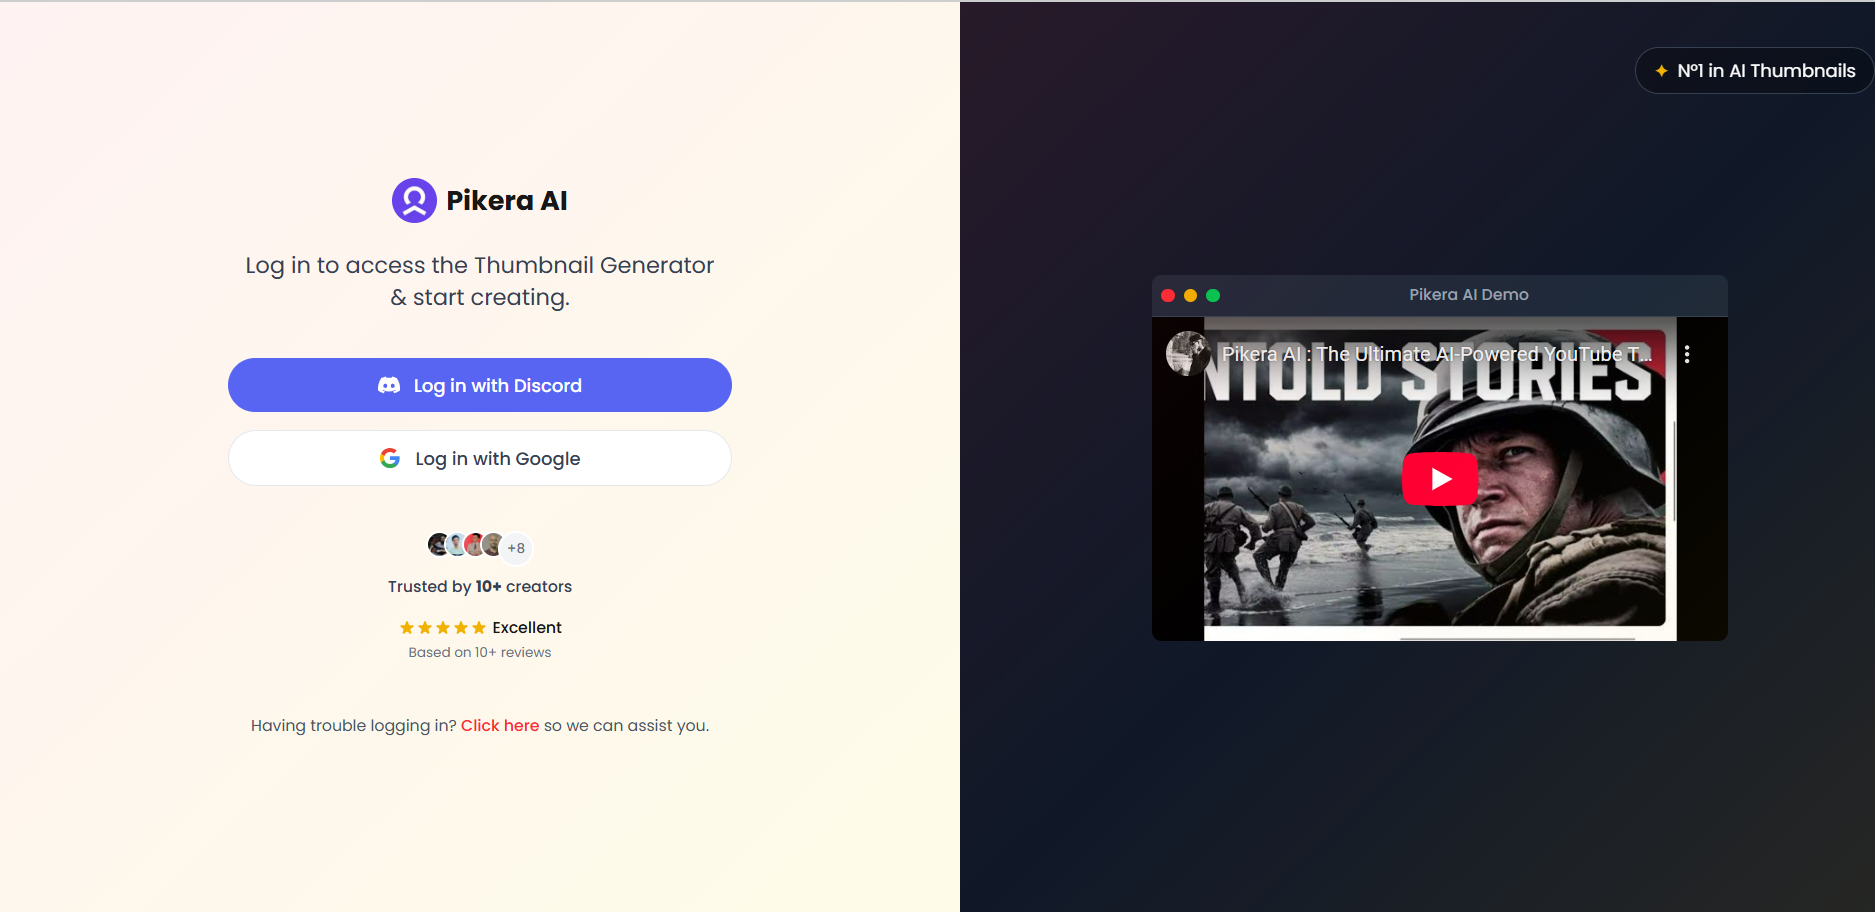 Pikera AI
Log in to access the Thumbnail Generator
& start creating.
Log in with Discord
Log in with Google
+8
Trusted by 10+ creators
Excellent
Based on 10+ reviews
Having trouble logging in? Click here so we can assist you.
Nº1 in AI Thumbnails
Pikera AI Demo
Pikera AI : The Ultimate AI-Powered YouTube T...
NTOLD STORIES